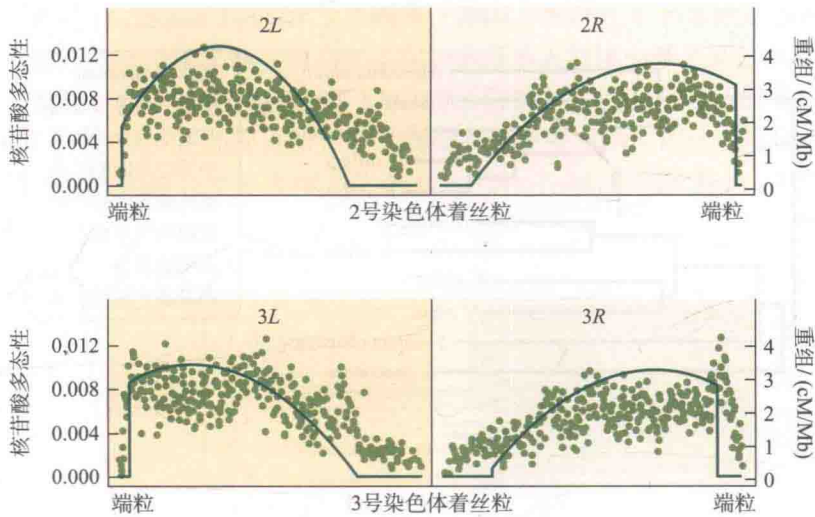 2L 2R
核苷酸多态性
0.012
0.008
0.004
0.000
4
3
2
1
0
重组/ (cM/Mb)
端粒 2号染色体着丝粒 端粒
3L 3R
核苷酸多态性
0,012
0.008
0.004
0.000
4
3
2
1
0
重组/ (cM/Mb)
端粒 3号染色体着丝粒 端粒